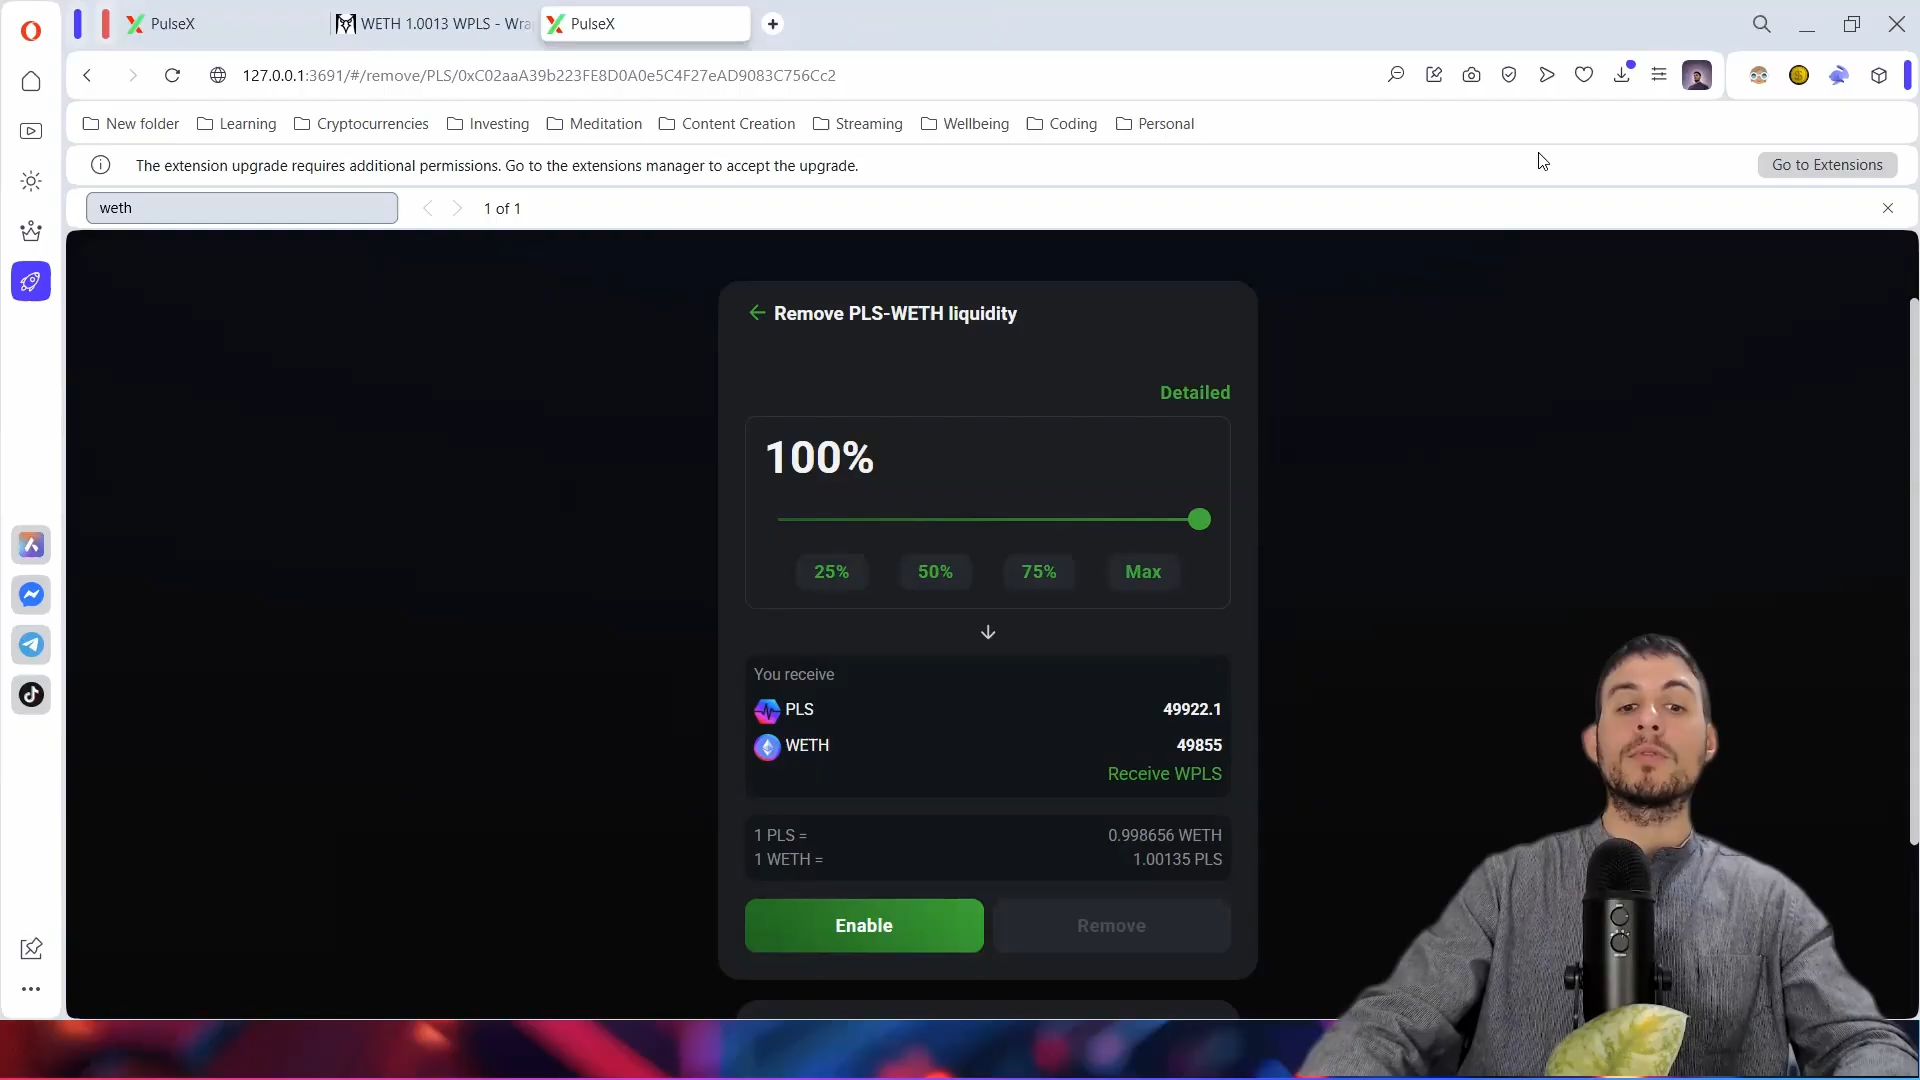 PulseX
WETH 1.0013 WPLS - Wra
PulseX
127.0.0.1:3691/#/remove/PLS/0xC02aaA39b223FE8D0A0e5C4F27eAD9083C756Cc2
New folder
Learning
Cryptocurrencies
Investing
Meditation
Content Creation
Streaming
Wellbeing
Coding
Personal
The extension upgrade requires additional permissions. Go to the extensions manager to accept the upgrade.
Go to Extensions
weth
1 of 1
Remove PLS-WETH liquidity
Detailed
100%
25%
50%
75%
Max
You receive
PLS 49922.1
WETH 49855
Receive WPLS
1 PLS = 0.998656 WETH
1 WETH = 1.00135 PLS
Enable
Remove